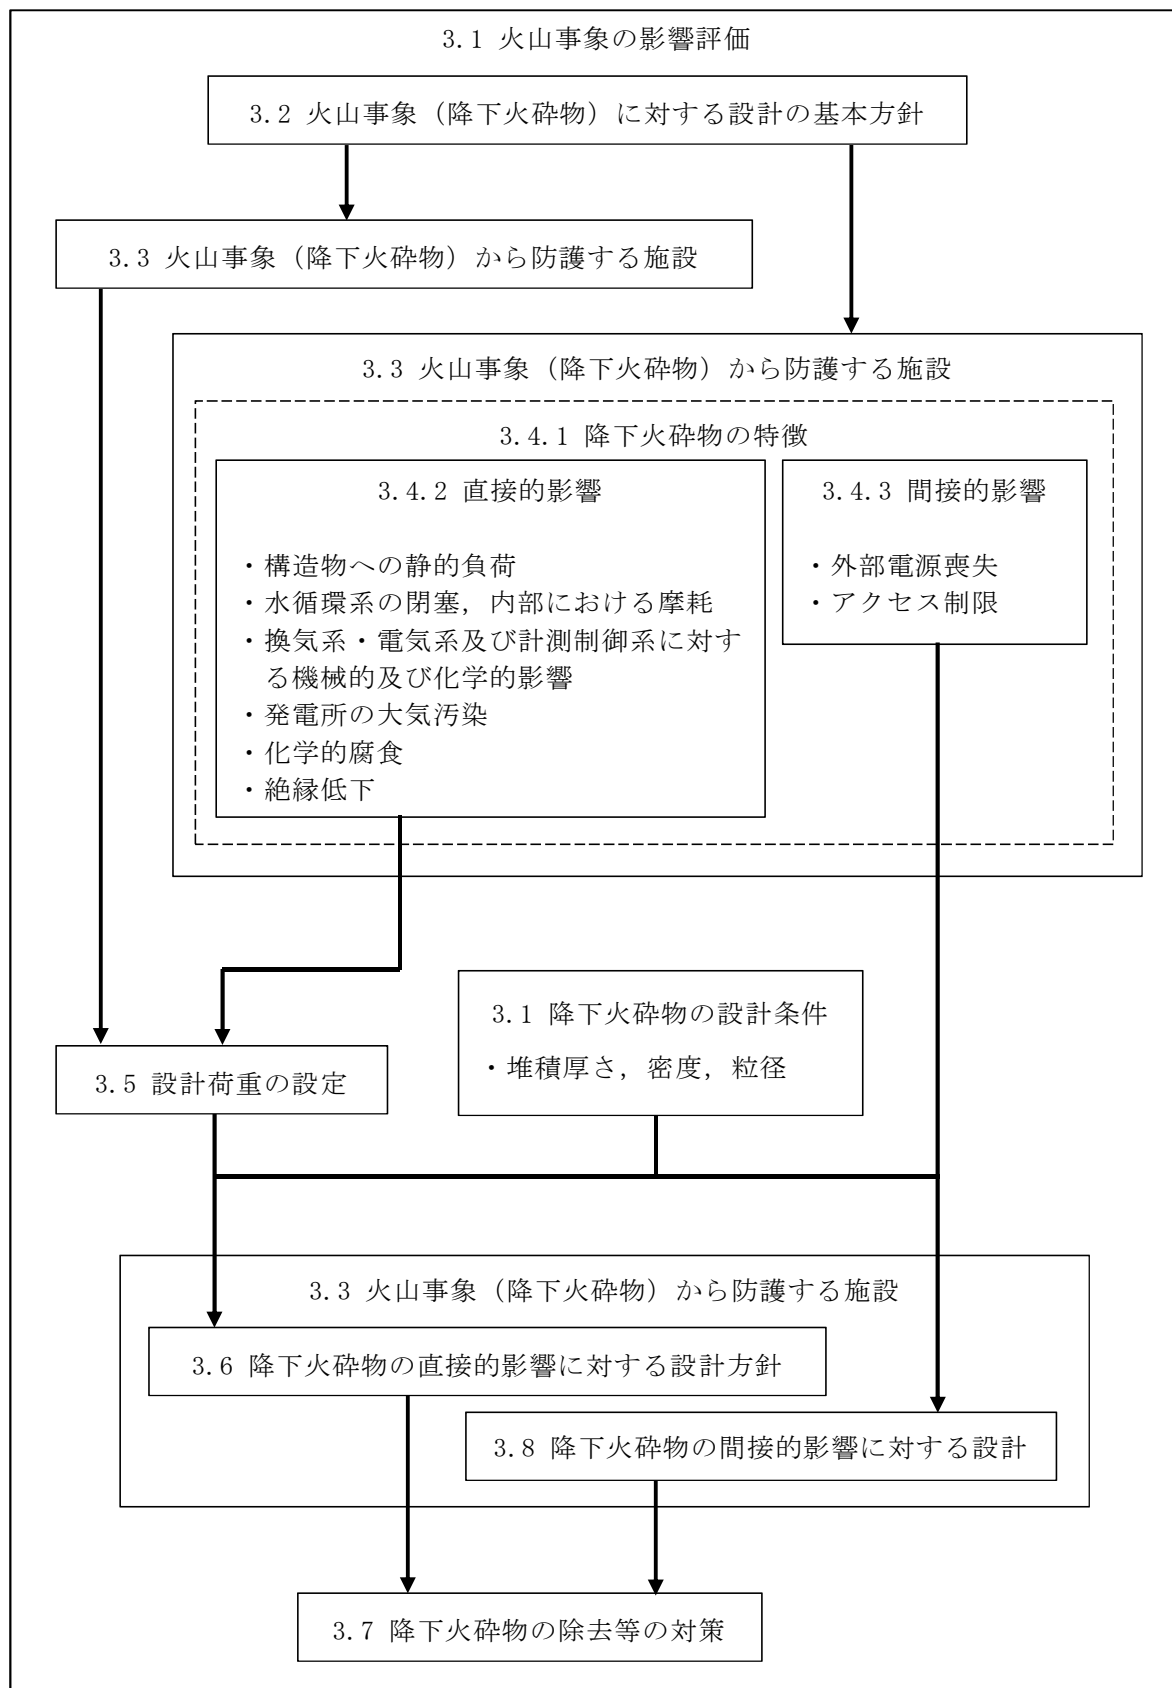 3.1 火山事象の影響評価
3.2 火山事象（降下火砕物）に対する設計の基本方針
3.3 火山事象（降下火砕物）から防護する施設
3.3 火山事象（降下火砕物）から防護する施設
3.4.1 降下火砕物の特徴
3.4.2 直接的影響
・構造物への静的負荷
・水循環系の閉塞，内部における摩耗
・換気系・電気系及び計測制御系に対す
る機械的及び化学的影響
・発電所の大気汚染
・化学的腐食
・絶縁低下
3.4.3 間接的影響
・外部電源喪失
・アクセス制限
3.1 降下火砕物の設計条件
・堆積厚さ，密度，粒径
3.5 設計荷重の設定
3.3 火山事象（降下火砕物）から防護する施設
3.6 降下火砕物の直接的影響に対する設計方針
3.8 降下火砕物の間接的影響に対する設計
3.7 降下火砕物の除去等の対策